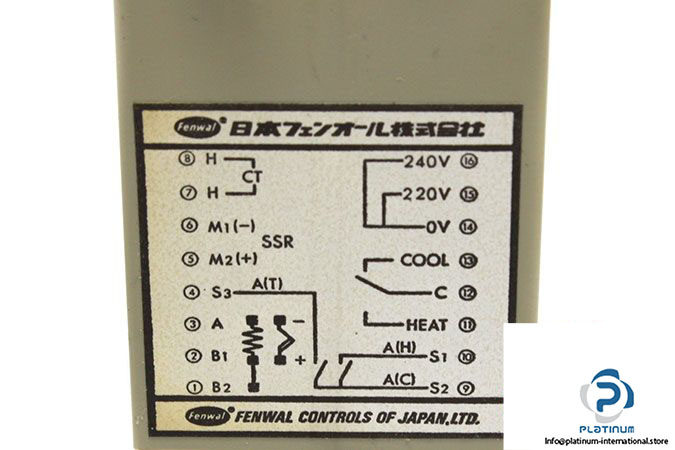 Fenwal ® 日本フェンオール株式会社
⑧ H CT 240V ⑯
⑦ H 220V ⑮
⑥ M1(-) SSR 0V ⑭
⑤ M2(+) COOL ⑬
④ S3 A(T) C ⑫
③ A - HEAT ⑪
② B1 + A(H) S1 ⑩
① B2 A(C) S2 ⑨
Fenwal ® FENWAL CONTROLS OF JAPAN,LTD.
PLATINUM
Info@platinum-international.store